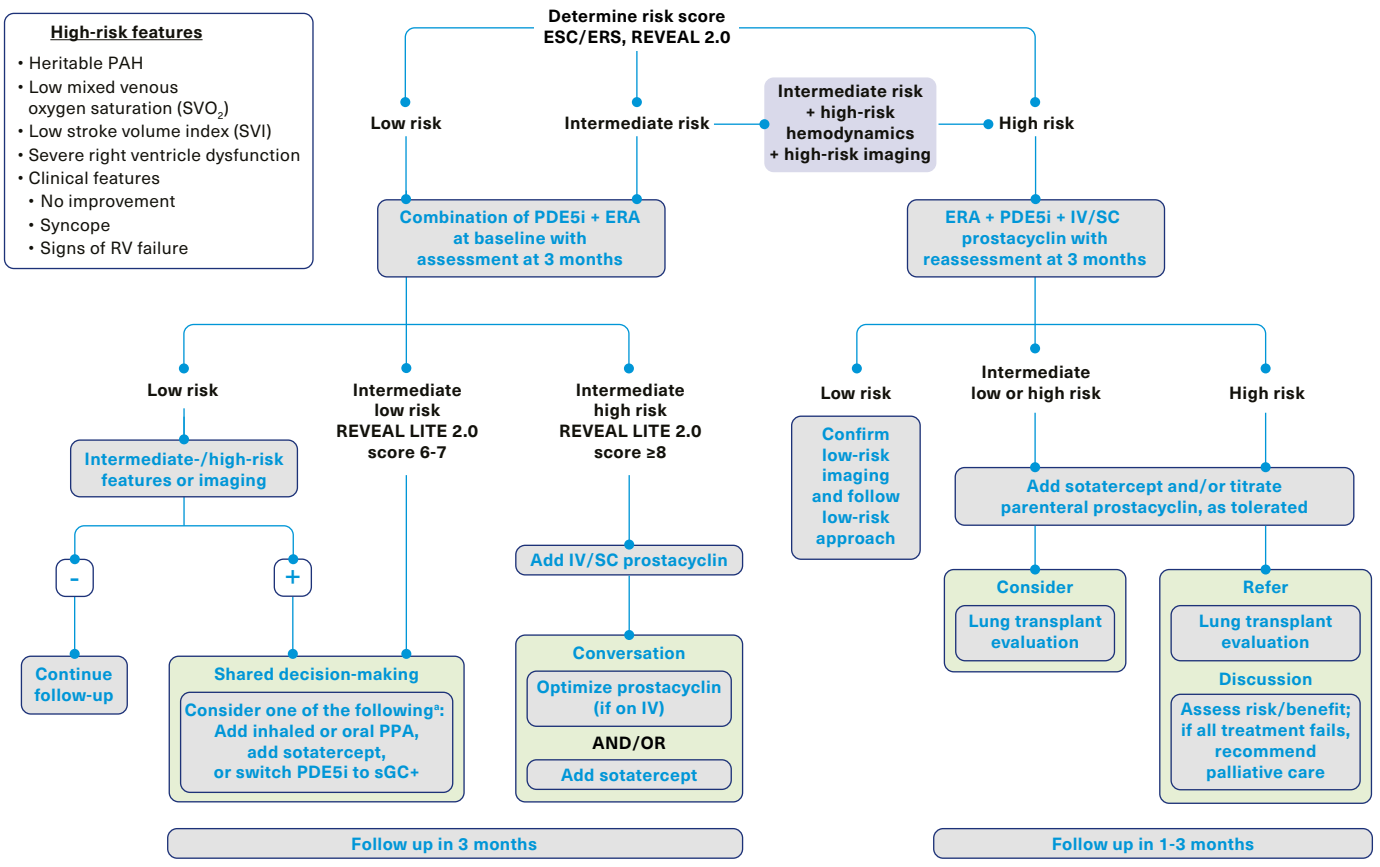 High-risk features
• Heritable PAH
• Low mixed venous
oxygen saturation (SVO2)
• Low stroke volume index (SVI)
• Severe right ventricle dysfunction
• Clinical features
• No improvement
• Syncope
• Signs of RV failure
Determine risk score
ESC/ERS, REVEAL 2.0
Low risk
Intermediate risk
Intermediate risk
+ high-risk
hemodynamics
+ high-risk imaging
High risk
Combination of PDE5i + ERA
at baseline with
assessment at 3 months
ERA + PDE5i + IV/SC
prostacyclin with
reassessment at 3 months
Low risk
Intermediate
low risk
REVEAL LITE 2.0
score 6-7
Intermediate
high risk
REVEAL LITE 2.0
score ≥8
Intermediate-/high-risk
features or imaging
-
+
Continue
follow-up
Shared decision-making
Consider one of the followingª:
Add inhaled or oral PPA,
add sotatercept,
or switch PDE5i to sGC+
Add IV/SC prostacyclin
Conversation
Optimize prostacyclin
(if on IV)
AND/OR
Add sotatercept
Follow up in 3 months
Low risk
Confirm
low-risk
imaging
and follow
low-risk
approach
Intermediate
low or high risk
High risk
Add sotatercept and/or titrate
parenteral prostacyclin, as tolerated
Consider
Lung transplant
evaluation
Refer
Lung transplant
evaluation
Discussion
Assess risk/benefit;
if all treatment fails,
recommend
palliative care
Follow up in 1-3 months